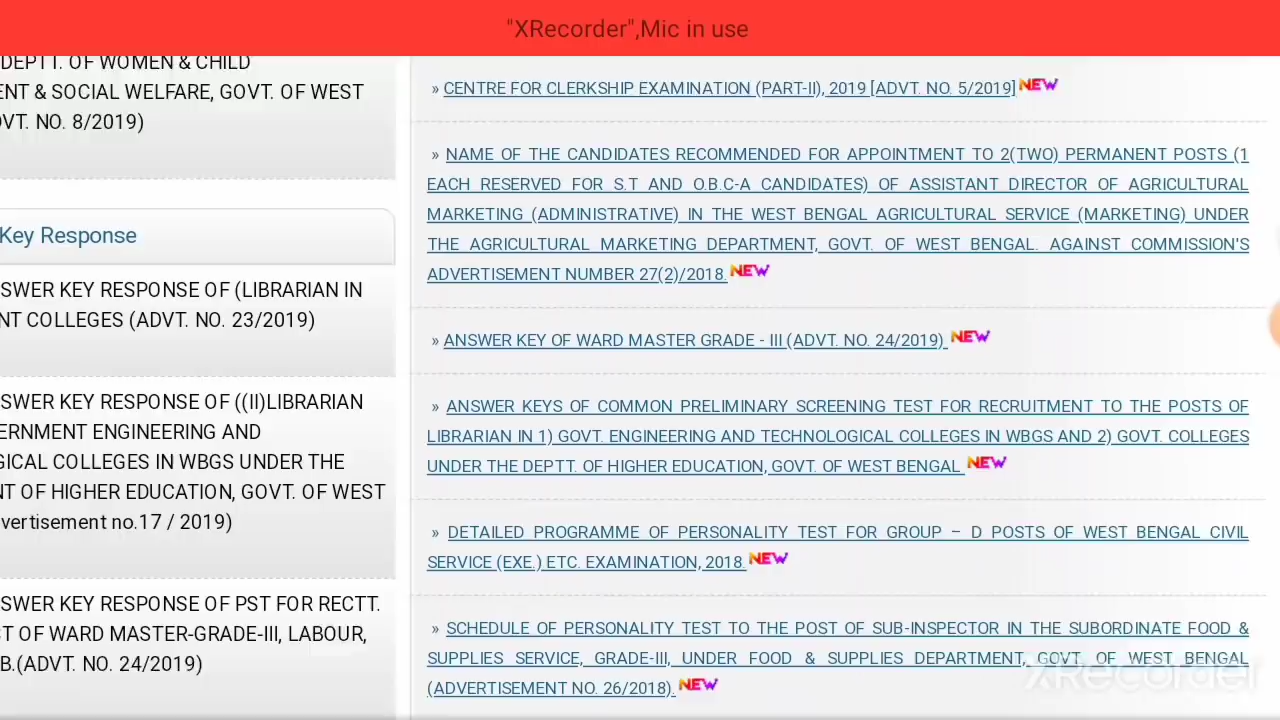 "XRecorder",Mic in use
DEPTT. OF WOMEN & CHILD
ENT & SOCIAL WELFARE, GOVT. OF WEST
VT. NO. 8/2019)
Key Response
SWER KEY RESPONSE OF (LIBRARIAN IN
NT COLLEGES (ADVT. NO. 23/2019)
SWER KEY RESPONSE OF ((II)LIBRARIAN
ERNMENT ENGINEERING AND
GICAL COLLEGES IN WBGS UNDER THE
NT OF HIGHER EDUCATION, GOVT. OF WEST
vertisement no.17 / 2019)
SWER KEY RESPONSE OF PST FOR RECTT.
T OF WARD MASTER-GRADE-III, LABOUR,
B.(ADVT. NO. 24/2019)
» CENTRE FOR CLERKSHIP EXAMINATION (PART-II), 2019 [ADVT. NO. 5/2019] NEW
» NAME OF THE CANDIDATES RECOMMENDED FOR APPOINTMENT TO 2(TWO) PERMANENT POSTS (1
EACH RESERVED FOR S.T AND O.B.C-A CANDIDATES) OF ASSISTANT DIRECTOR OF AGRICULTURAL
MARKETING (ADMINISTRATIVE) IN THE WEST BENGAL AGRICULTURAL SERVICE (MARKETING) UNDER
THE AGRICULTURAL MARKETING DEPARTMENT, GOVT. OF WEST BENGAL. AGAINST COMMISSION'S
ADVERTISEMENT NUMBER 27(2)/2018. NEW
» ANSWER KEY OF WARD MASTER GRADE - III (ADVT. NO. 24/2019). NEW
» ANSWER KEYS OF COMMON PRELIMINARY SCREENING TEST FOR RECRUITMENT TO THE POSTS OF
LIBRARIAN IN 1) GOVT. ENGINEERING AND TECHNOLOGICAL COLLEGES IN WBGS AND 2) GOVT. COLLEGES
UNDER THE DEPTT. OF HIGHER EDUCATION, GOVT. OF WEST BENGAL NEW
» DETAILED PROGRAMME OF PERSONALITY TEST FOR GROUP – D POSTS OF WEST BENGAL CIVIL
SERVICE (EXE.) ETC. EXAMINATION, 2018. NEW
» SCHEDULE OF PERSONALITY TEST TO THE POST OF SUB-INSPECTOR IN THE SUBORDINATE FOOD &
SUPPLIES SERVICE, GRADE-III, UNDER FOOD & SUPPLIES DEPARTMENT, GOVT. OF WEST BENGAL
(ADVERTISEMENT NO. 26/2018). NEW
XRecorder